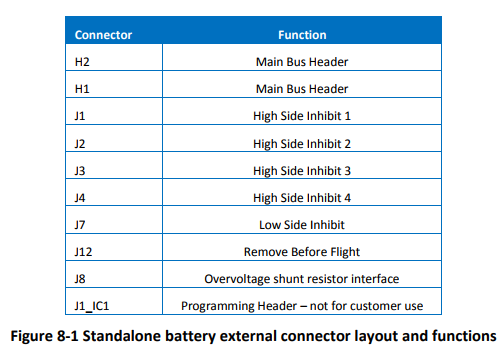 Connector Function
H2 Main Bus Header
H1 Main Bus Header
J1 High Side Inhibit 1
J2 High Side Inhibit 2
J3 High Side Inhibit 3
J4 High Side Inhibit 4
J7 Low Side Inhibit
J12 Remove Before Flight
J8 Overvoltage shunt resistor interface
J1_IC1 Programming Header – not for customer use
Figure 8-1 Standalone battery external connector layout and functions